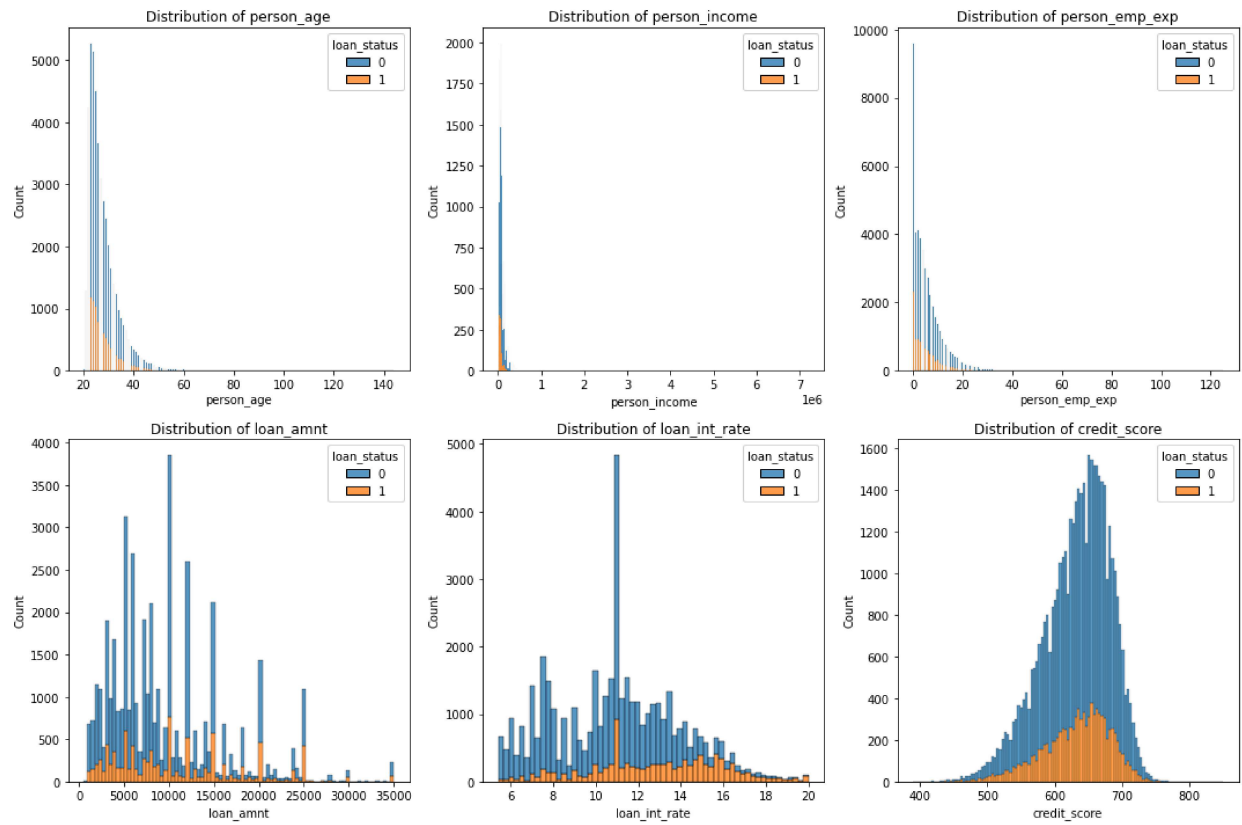 Distribution of person_age
loan_status
0
1
5000
4000
3000
2000
1000
0
Count
20 40 60 80 100 120 140
person_age
Distribution of person_income
loan_status
0
1
2000
1750
1500
1250
1000
750
500
250
0
Count
0 1 2 3 4 5 6 7
1e6
person_income
Distribution of person_emp_exp
loan_status
0
1
10000
8000
6000
4000
2000
0
Count
0 20 40 60 80 100 120
person_emp_exp
Distribution of loan_amnt
loan_status
0
1
4000
3500
3000
2500
2000
1500
1000
500
0
Count
0 5000 10000 15000 20000 25000 30000 35000
loan_amnt
Distribution of loan_int_rate
loan_status
0
1
5000
4000
3000
2000
1000
0
Count
6 8 10 12 14 16 18 20
loan_int_rate
Distribution of credit_score
loan_status
0
1
1600
1400
1200
1000
800
600
400
200
0
Count
400 500 600 700 800
credit_score